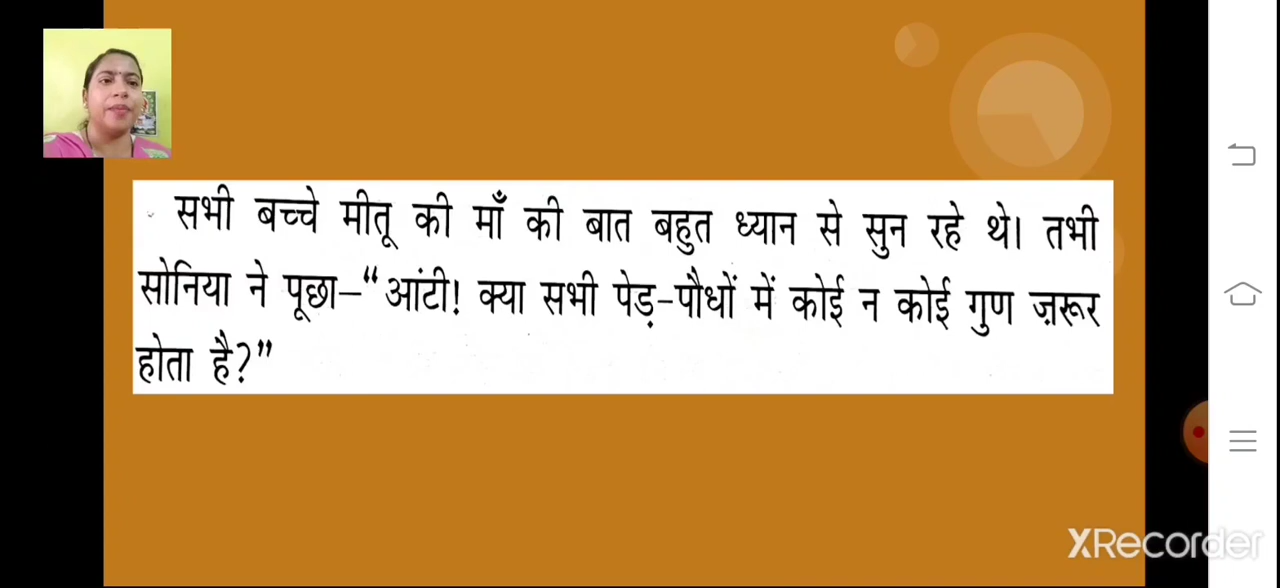 सभी बच्चे मीतू की माँ की बात बहुत ध्यान से सुन रहे थे। तभी
सोनिया ने पूछा–“आंटी! क्या सभी पेड़-पौधों में कोई न कोई गुण ज़रूर
होता है?”
XRecorder